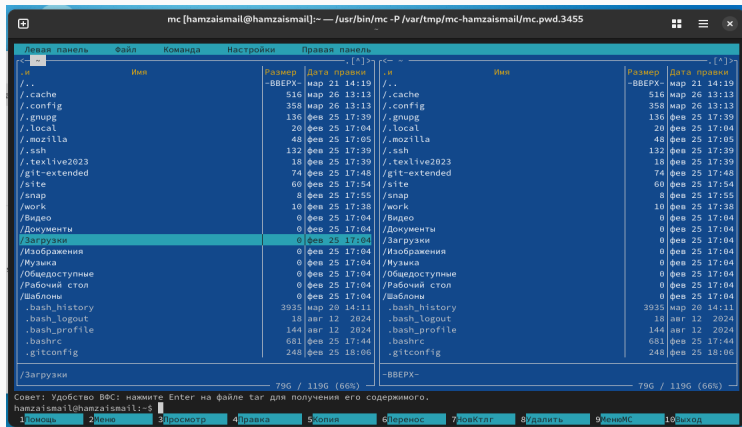 mc [hamzaismail@hamzaismail]:~ — /usr/bin/mc -P /var/tmp/mc-hamzaismail/mc.pwd.3455
~
Левая панель Файл Команда Настройки Правая панель
<— ~ .[^]> <— ~ .[^]>
.и Имя Размер Дата правки .и Имя Размер Дата правки
/.. -ВВЕРХ- мар 21 14:19 /.. -ВВЕРХ- мар 21 14:19
/.cache 516 мар 26 13:13 /.cache 516 мар 26 13:13
/.config 358 мар 26 13:13 /.config 358 мар 26 13:13
/.gnupg 136 фев 25 17:39 /.gnupg 136 фев 25 17:39
/.local 20 фев 25 17:04 /.local 20 фев 25 17:04
/.mozilla 48 фев 25 17:05 /.mozilla 48 фев 25 17:05
/.ssh 132 фев 25 17:39 /.ssh 132 фев 25 17:39
/.texlive2023 18 фев 25 17:39 /.texlive2023 18 фев 25 17:39
/git-extended 74 фев 25 17:48 /git-extended 74 фев 25 17:48
/site 60 фев 25 17:54 /site 60 фев 25 17:54
/snap 8 фев 25 17:55 /snap 8 фев 25 17:55
/work 10 фев 25 17:38 /work 10 фев 25 17:38
/Видео 0 фев 25 17:04 /Видео 0 фев 25 17:04
/Документы 0 фев 25 17:04 /Документы 0 фев 25 17:04
/Загрузки 0 фев 25 17:04 /Загрузки 0 фев 25 17:04
/Изображения 0 фев 25 17:04 /Изображения 0 фев 25 17:04
/Музыка 0 фев 25 17:04 /Музыка 0 фев 25 17:04
/Общедоступные 0 фев 25 17:04 /Общедоступные 0 фев 25 17:04
/Рабочий стол 0 фев 25 17:04 /Рабочий стол 0 фев 25 17:04
/Шаблоны 0 фев 25 17:04 /Шаблоны 0 фев 25 17:04
.bash_history 3935 мар 20 14:11 .bash_history 3935 мар 20 14:11
.bash_logout 18 авг 12 2024 .bash_logout 18 авг 12 2024
.bash_profile 144 авг 12 2024 .bash_profile 144 авг 12 2024
.bashrc 681 фев 25 17:44 .bashrc 681 фев 25 17:44
.gitconfig 248 фев 25 18:06 .gitconfig 248 фев 25 18:06
/Загрузки -ВВЕРХ-
79G / 119G (66%) 79G / 119G (66%)
Совет: Удобство ВФС: нажмите Enter на файле tar для получения его содержимого.
hamzaismail@hamzaismail:~$
1Помощь 2Меню 3Просмотр 4Правка 5Копия 6Перенос 7НовКтлг 8Удалить 9МенюMC 10Выход